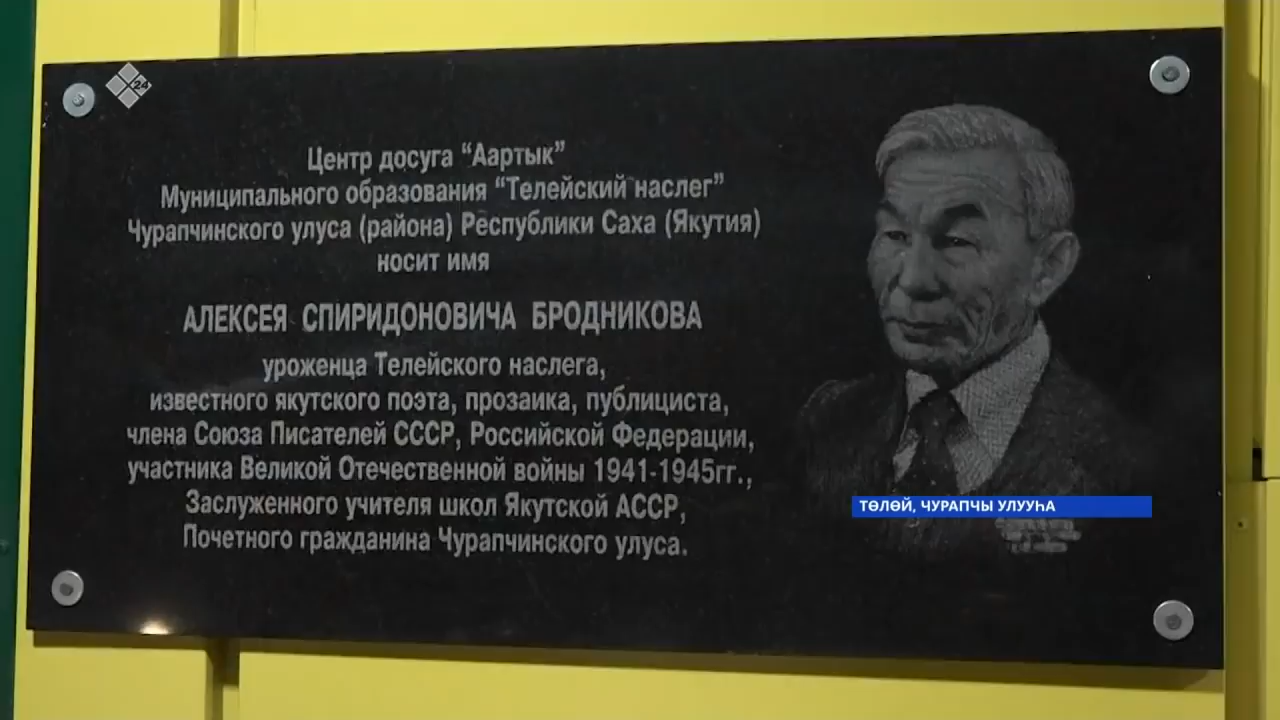 24
Центр досуга “Аартык”
Муниципального образования “Телейский наслег”
Чурапчинского улуса (района) Республики Саха (Якутия)
носит имя
АЛЕКСЕЯ СПИРИДОНОВИЧА БРОДНИКОВА
уроженца Телейского наслега,
известного якутского поэта, прозаика, публициста,
члена Союза Писателей СССР, Российской Федерации,
участника Великой Отечественной войны 1941-1945гг.,
Заслуженного учителя школ Якутской АССР,
Почетного гражданина Чурапчинского улуса.
ТӨЛӨЙ, ЧУРАПЧЫ УЛУУҺА